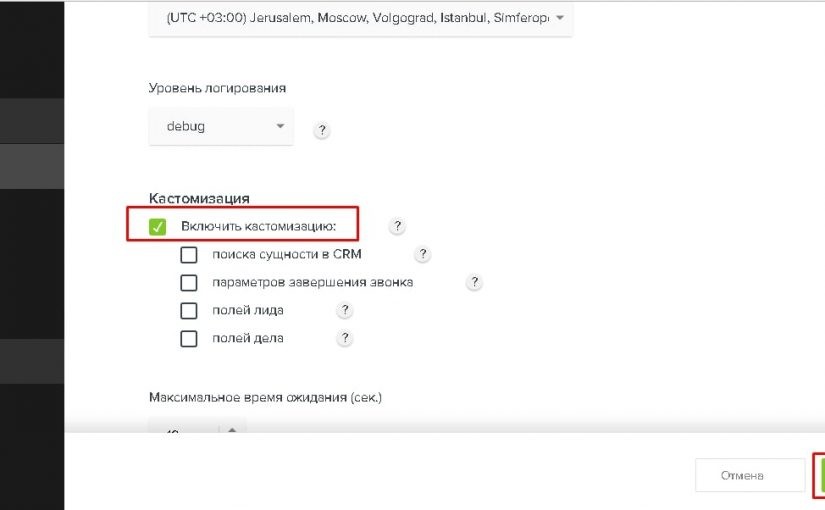 (UTC +03:00) Jerusalem, Moscow, Volgograd, Istanbul, Simferop
Уровень логирования
debug
?
Кастомизация
Включить кастомизацию: ?
поиска сущности в CRM ?
параметров завершения звонка ?
полей лида ?
полей дела ?
Максимальное время ожидания (сек.)
Отмена